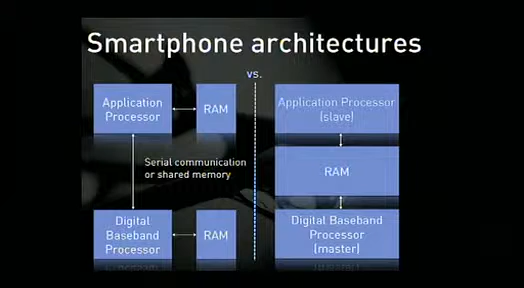 Smartphone architectures
vs.
Application
Processor
RAM
Serial communication
or shared memory
Digital
Baseband
Processor
RAM
Application Processor
(slave)
RAM
Digital Baseband
Processor
(master)